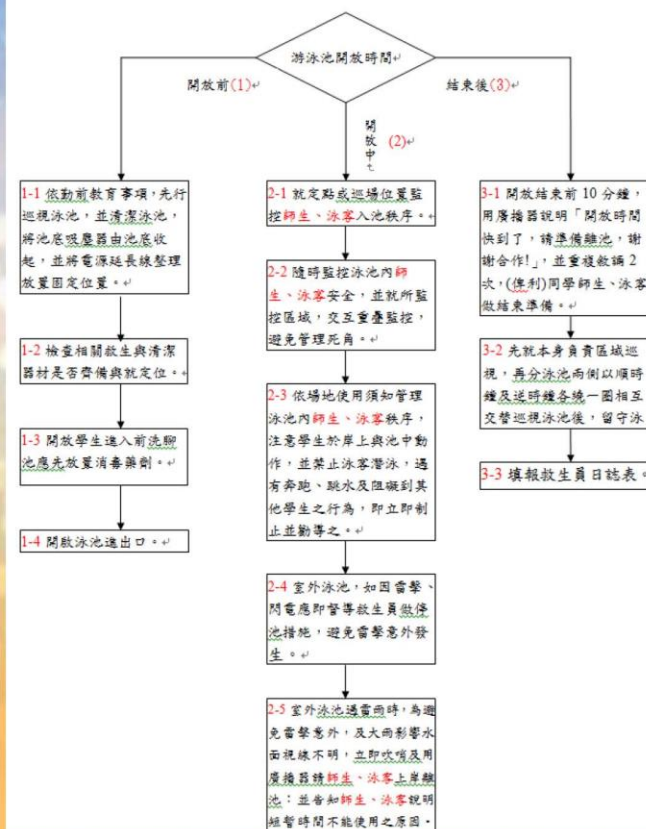 游泳池開放時間
開放前(1)
結束後(3)
開放中
(2)
1-1 依勤前教育事項,先行
巡視泳池,並清潔泳池,
將池底吸塵器由池底收
起,並將電源延長線整理
放置固定位置。
1-2 檢查相關救生與清潔
器材是否齊備與就定位。
1-3 開放學生進入前洗腳
池應先放置消毒藥劑。
1-4 開啟泳池進出口。
2-1 就定點或巡場位置監
控師生、泳客入池秩序。
2-2 隨時監控泳池內師
生、泳客安全,並就所監
控區域,交互重疊監控,
避免管理死角。
2-3 依場地使用須知管理
泳池內師生、泳客秩序,
注意學生於岸上與池中動
作,並禁止泳客潛泳,遇
有奔跑、跳水及阻礙到其
他學生之行為,即立即制
止並勸導之。
2-4 室外泳池,如因雷擊、
閃電應即督導救生員做停
池措施,避免雷擊意外發
生。
2-5 室外泳池遇雷雨時,為避
免雷擊意外,及大雨影響水
面視線不明,立即吹哨及用
廣播器請師生、泳客上岸離
池:並告知師生、泳客說明
短暫時間不能使用之原因。
3-1 開放結束前 10 分鐘,
用廣播器說明「開放時間
快到了,請準備離池,謝
謝合作!」,並重複敘誦 2
次,(俾利)同學師生、泳客
做結束準備。
3-2 先就本身負責區域巡
視,再分泳池兩側以順時
鐘及逆時鐘各繞一圈相互
交替巡視泳池後,留守泳
3-3 填報救生員日誌表。